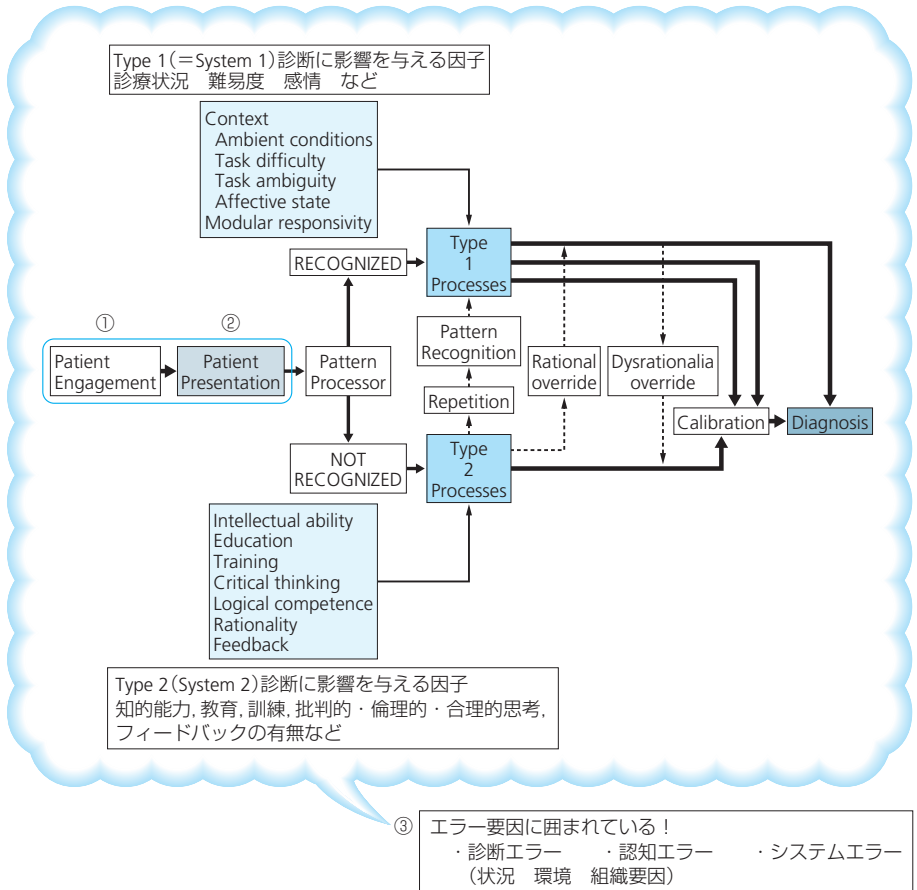 Type 1（＝System 1）診断に影響を与える因子
診療状況　難易度　感情　など
Context
Ambient conditions
Task difficulty
Task ambiguity
Affective state
Modular responsivity
RECOGNIZED
Type
1
Processes
①
②
Patient
Engagement
Patient
Presentation
Pattern
Processor
Pattern
Recognition
Repetition
Rational
override
Dysrationalia
override
Calibration
Diagnosis
NOT
RECOGNIZED
Type
2
Processes
Intellectual ability
Education
Training
Critical thinking
Logical competence
Rationality
Feedback
Type 2（System 2）診断に影響を与える因子
知的能力，教育，訓練，批判的・倫理的・合理的思考，
フィードバックの有無など
③
エラー要因に囲まれている！
・診断エラー　・認知エラー　・システムエラー
（状況　環境　組織要因）